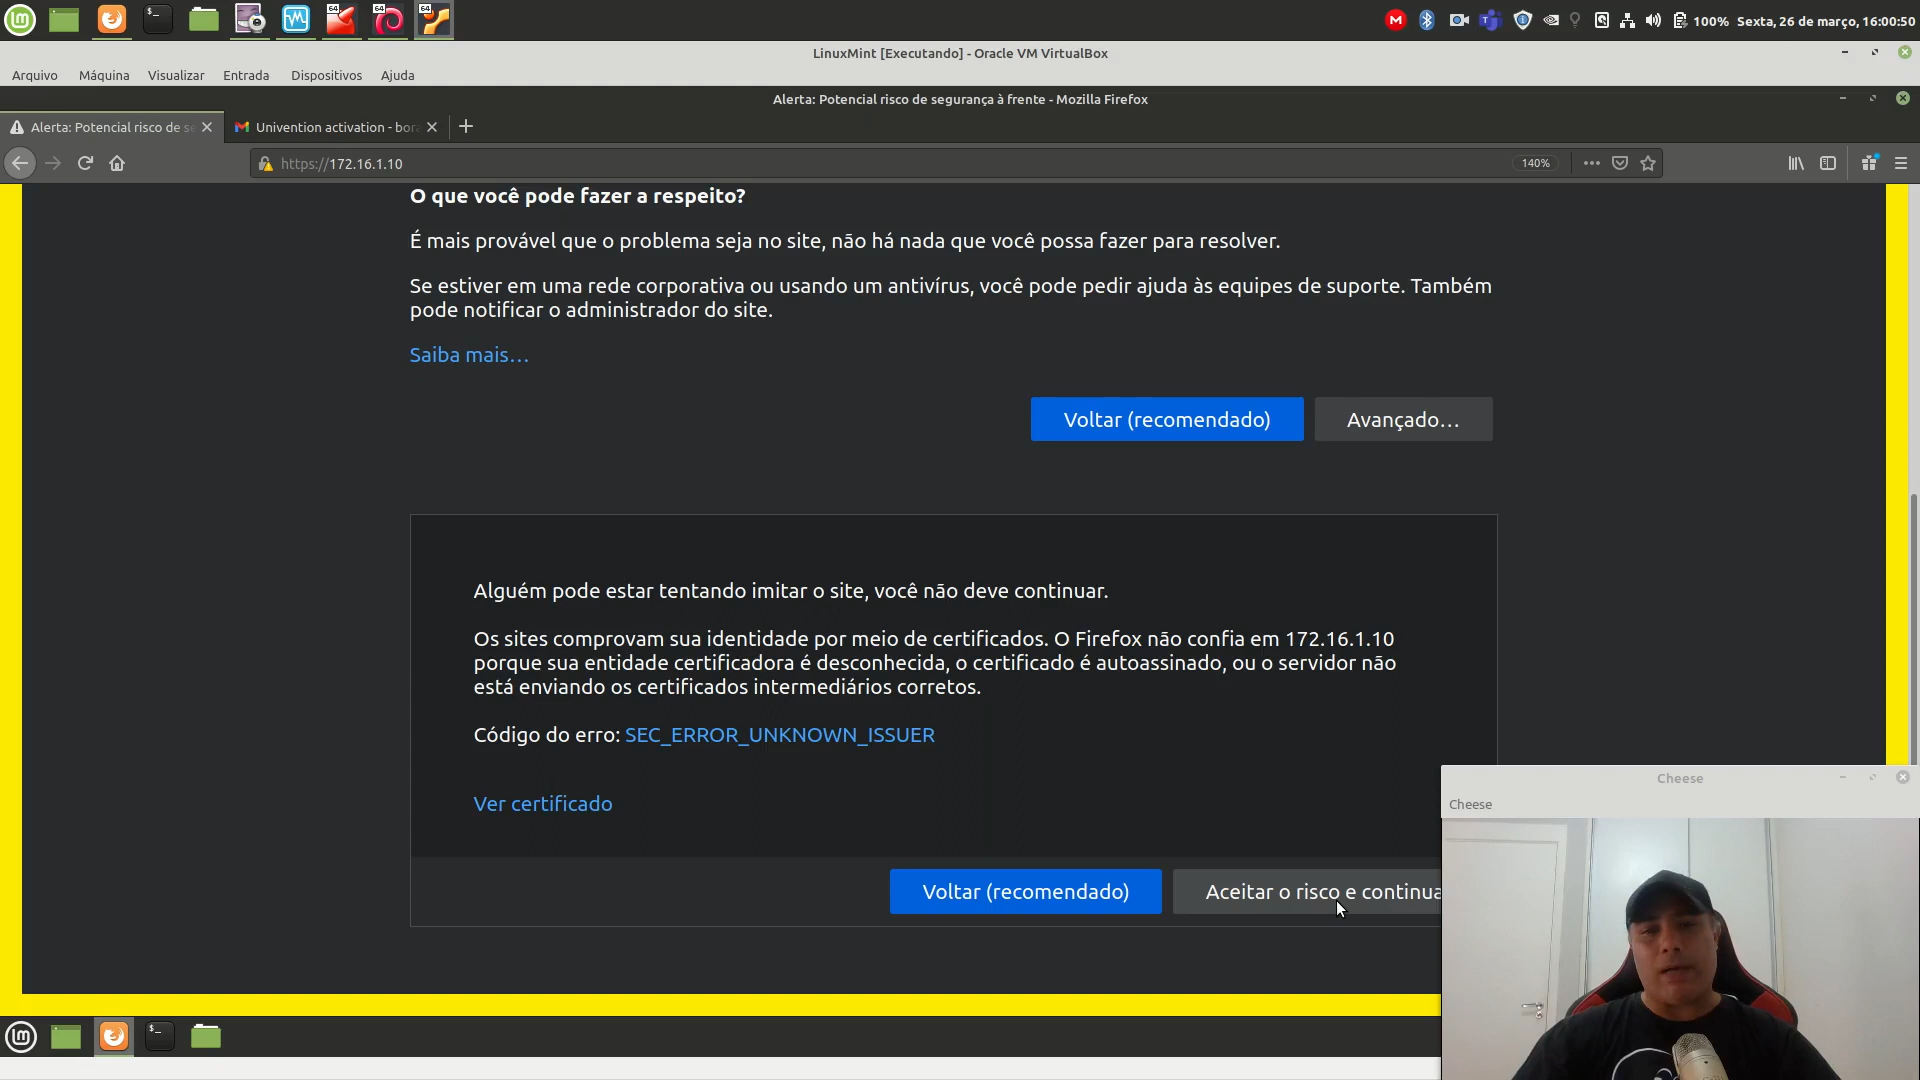 64
64
64
100%
Sexta, 26 de março, 16:00:50
LinuxMint [Executando] - Oracle VM VirtualBox
Arquivo
Máquina
Visualizar
Entrada
Dispositivos
Ajuda
Alerta: Potencial risco de segurança à frente - Mozilla Firefox
Alerta: Potencial risco de se
Univention activation - bora
https://172.16.1.10
140%
O que você pode fazer a respeito?
É mais provável que o problema seja no site, não há nada que você possa fazer para resolver.
Se estiver em uma rede corporativa ou usando um antivírus, você pode pedir ajuda às equipes de suporte. Também
pode notificar o administrador do site.
Saiba mais…
Voltar (recomendado)
Avançado…
Alguém pode estar tentando imitar o site, você não deve continuar.
Os sites comprovam sua identidade por meio de certificados. O Firefox não confia em 172.16.1.10
porque sua entidade certificadora é desconhecida, o certificado é autoassinado, ou o servidor não
está enviando os certificados intermediários corretos.
Código do erro: SEC_ERROR_UNKNOWN_ISSUER
Ver certificado
Voltar (recomendado)
Aceitar o risco e continua
Cheese
Cheese